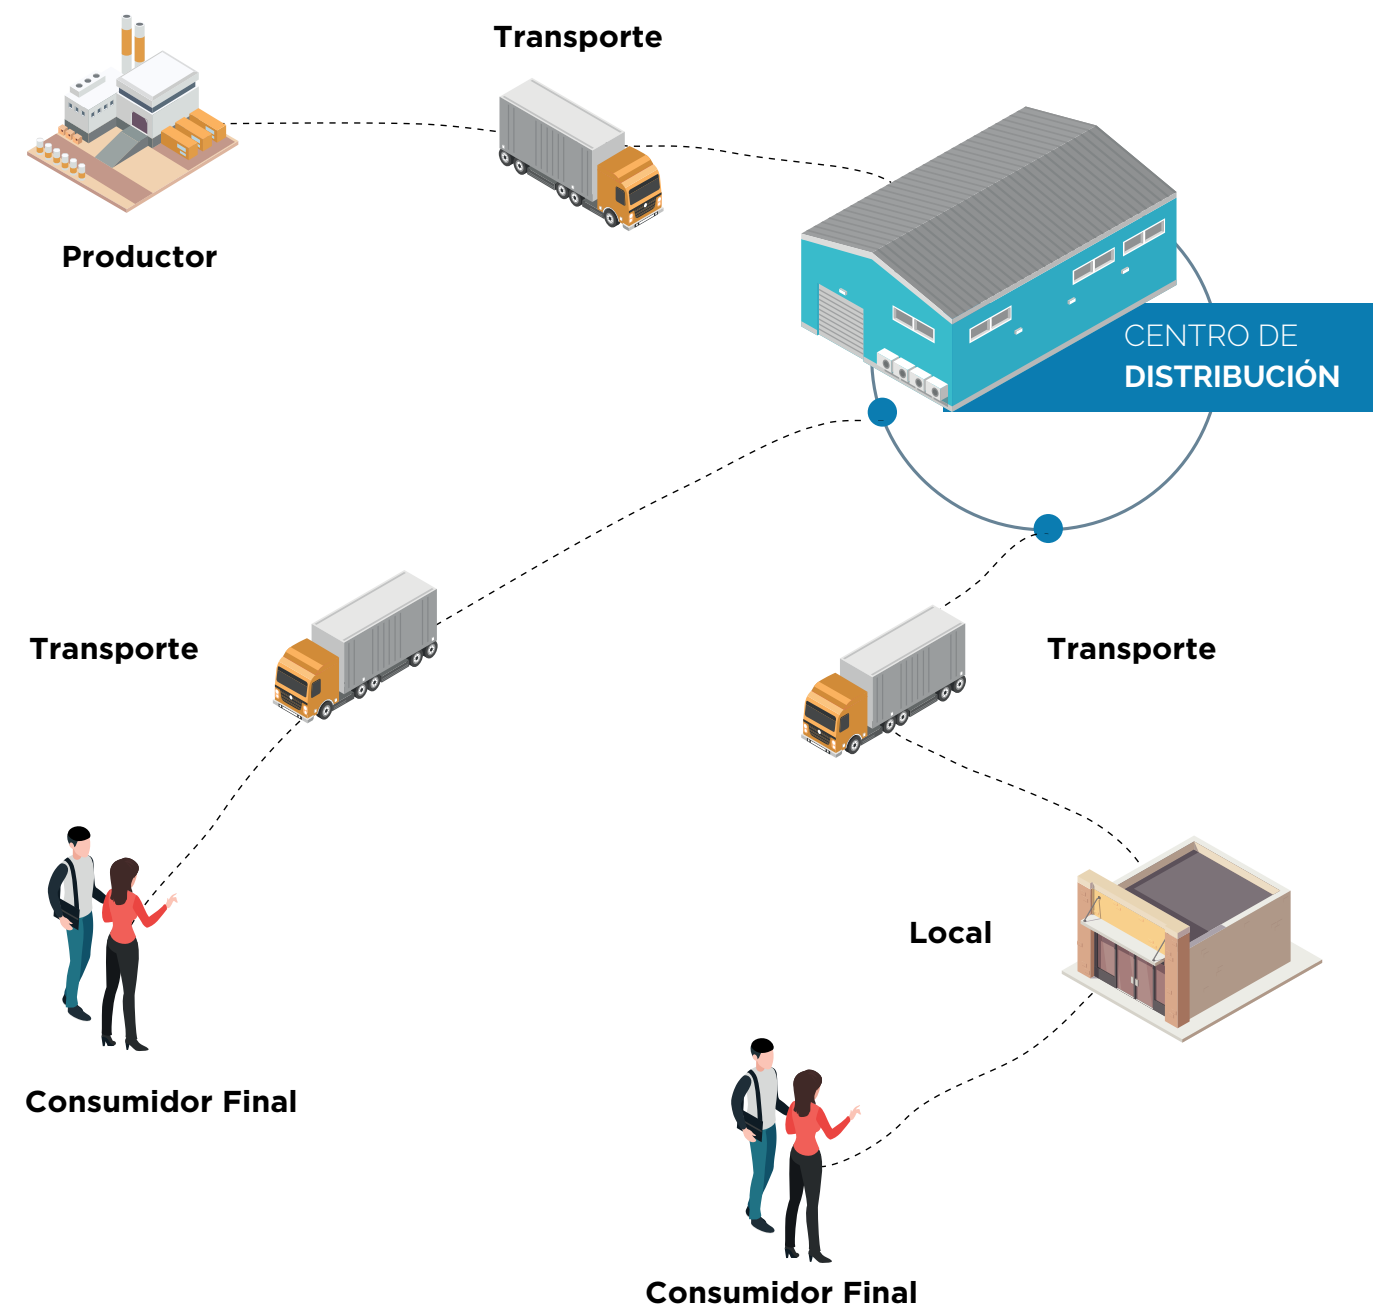 Transporte
Productor
CENTRO DE
DISTRIBUCIÓN
Transporte
Transporte
Local
Consumidor Final
Consumidor Final